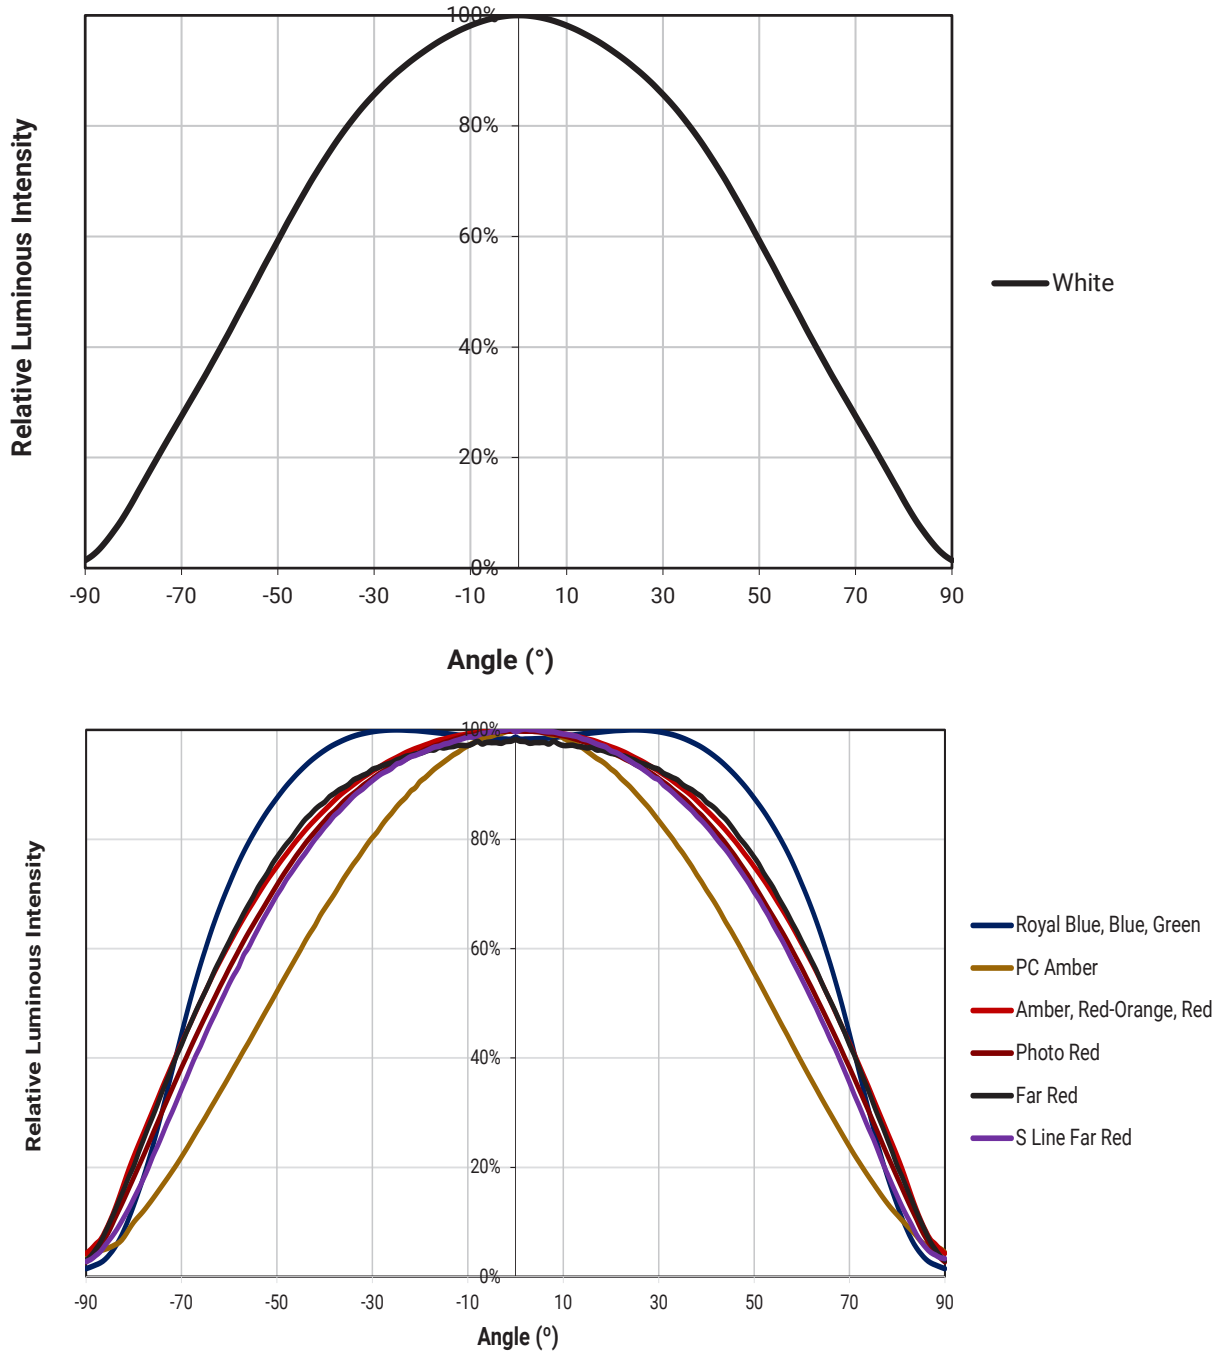 Relative Luminous Intensity
100%
80%
60%
40%
20%
0%
-90 -70 -50 -30 -10 10 30 50 70 90
Angle (°)
White
Relative Luminous Intensity
100%
80%
60%
40%
20%
0%
-90 -70 -50 -30 -10 10 30 50 70 90
Angle (º)
Royal Blue, Blue, Green
PC Amber
Amber, Red-Orange, Red
Photo Red
Far Red
S Line Far Red